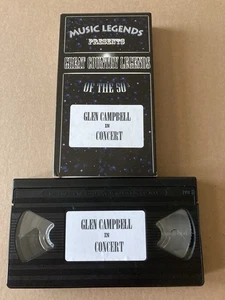 MUSIC LEGENDS
PRESENTS
GREAT COUNTRY LEGENDS
OF THE 50
GLEN CAMPBELL
IN
CONCERT
GLEN CAMPBELL
IN
CONCERT